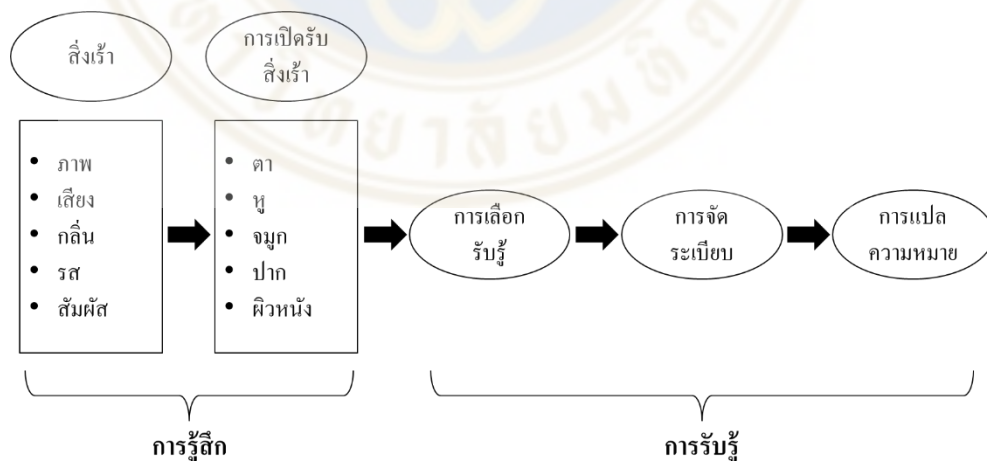 สิ่งเร้า
การเปิดรับ
สิ่งเร้า
• ภาพ
• เสียง
• กลิ่น
• รส
• สัมผัส
• ตา
• หู
• จมูก
• ปาก
• ผิวหนัง
การเลือก
รับรู้
การจัด
ระเบียบ
การแปล
ความหมาย
การรู้สึก
การรับรู้